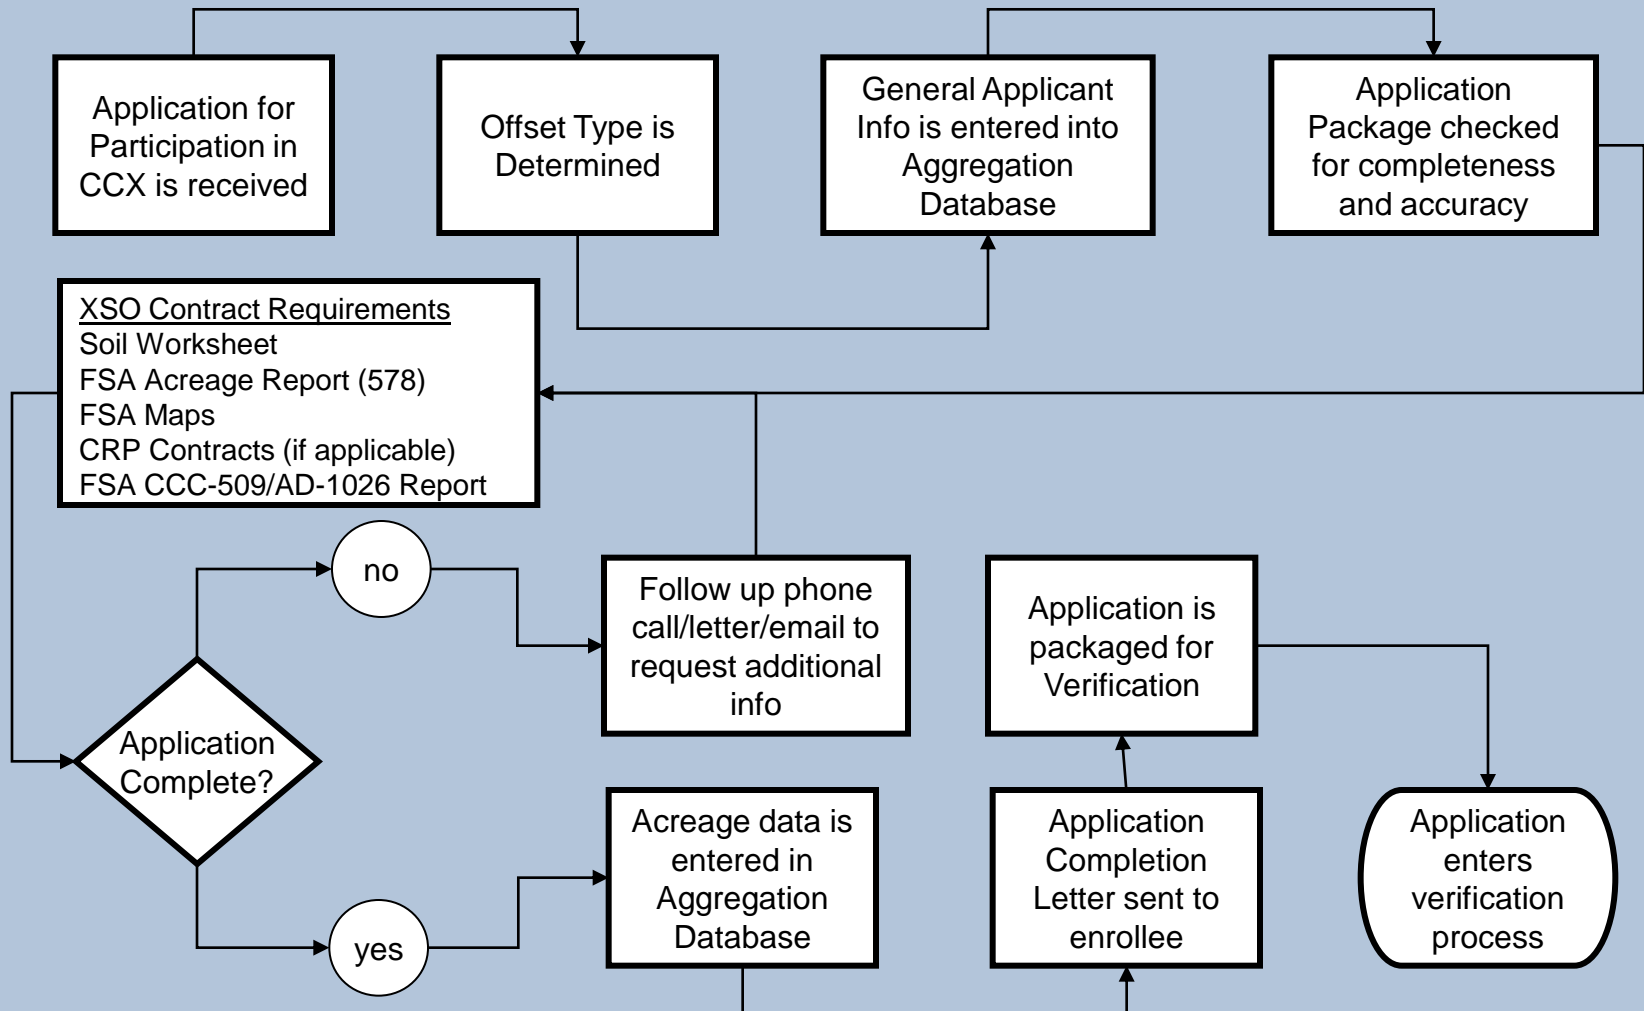 Application for
Participation in
CCX is received
Offset Type is
Determined
General Applicant
Info is entered into
Aggregation
Database
Application
Package checked
for completeness
and accuracy
XSO Contract Requirements
Soil Worksheet
FSA Acreage Report (578)
FSA Maps
CRP Contracts (if applicable)
FSA CCC-509/AD-1026 Report
no
Follow up phone
call/letter/email to
request additional
info
Application is
packaged for
Verification
Application
Complete?
yes
Acreage data is
entered in
Aggregation
Database
Application
Completion
Letter sent to
enrollee
Application
enters
verification
process